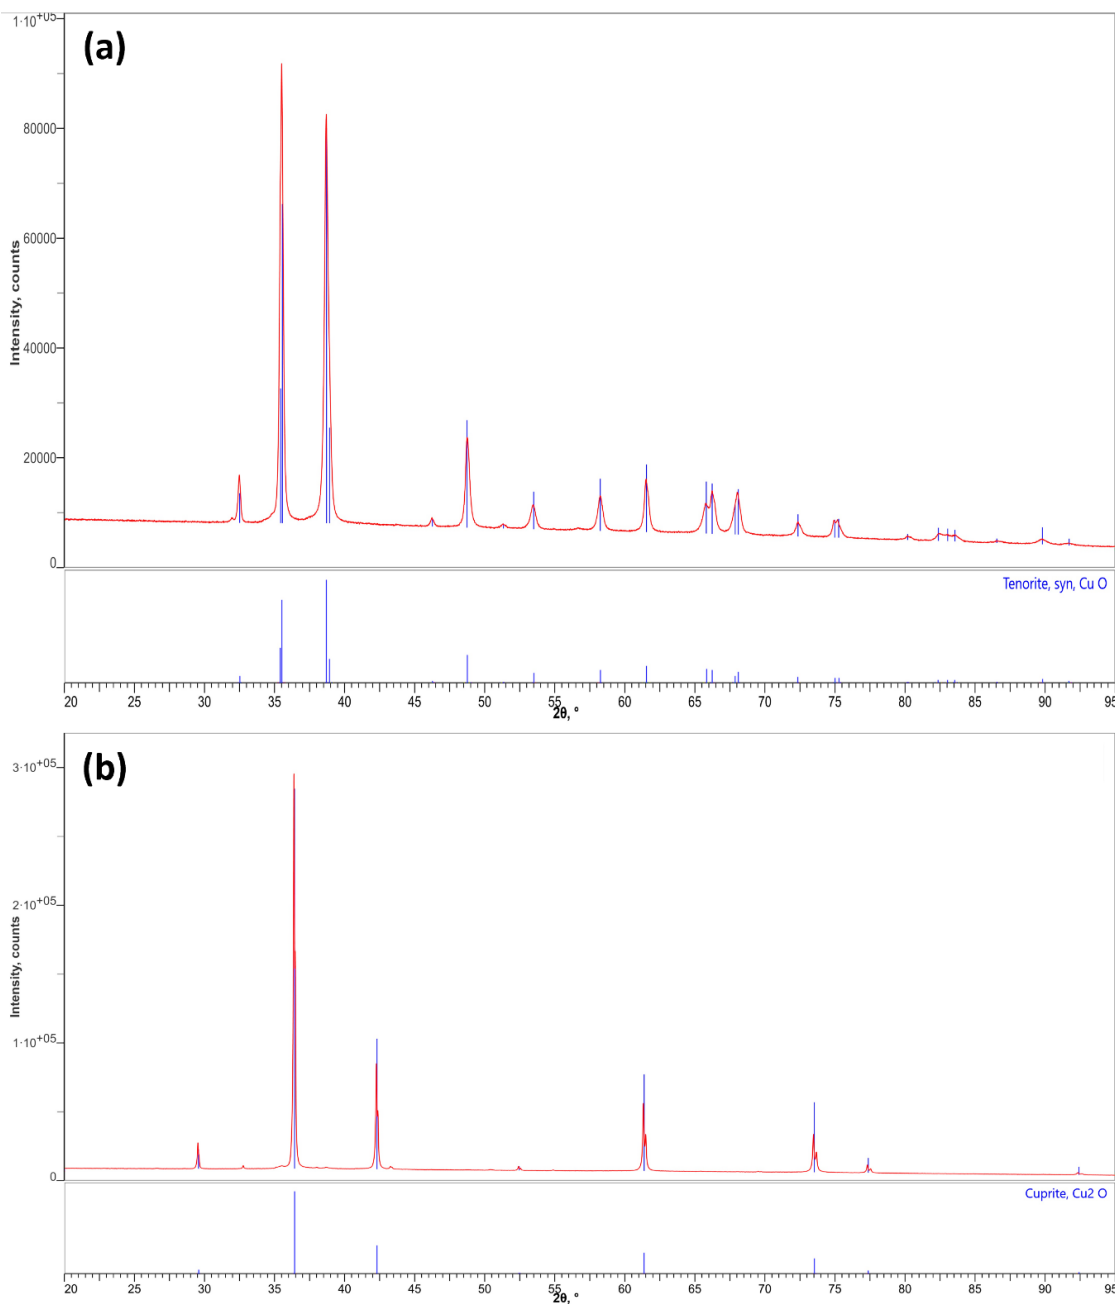 (a)
1·10+05
80000
60000
40000
20000
0
Intensity, counts
Tenorite, syn, Cu O
20 25 30 35 40 45 50 55 60 65 70 75 80 85 90 95
2θ, °
(b)
3·10+05
2·10+05
1·10+05
0
Intensity, counts
Cuprite, Cu2 O
20 25 30 35 40 45 50 55 60 65 70 75 80 85 90 95
2θ, °